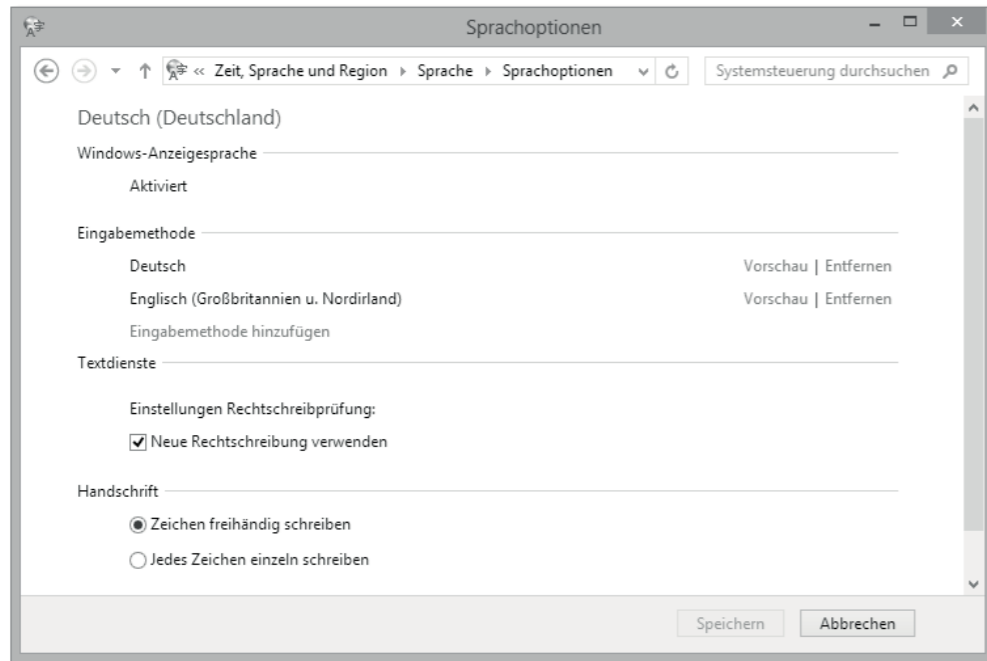 Sprachoptionen
« Zeit, Sprache und Region Sprache Sprachoptionen Systemsteuerung durchsuchen
Deutsch (Deutschland)
Windows-Anzeigesprache
Aktiviert
Eingabemethode
Deutsch Vorschau | Entfernen
Englisch (Großbritannien u. Nordirland) Vorschau | Entfernen
Eingabemethode hinzufügen
Textdienste
Einstellungen Rechtschreibprüfung:
Neue Rechtschreibung verwenden
Handschrift
Zeichen freihändig schreiben
Jedes Zeichen einzeln schreiben
Speichern Abbrechen